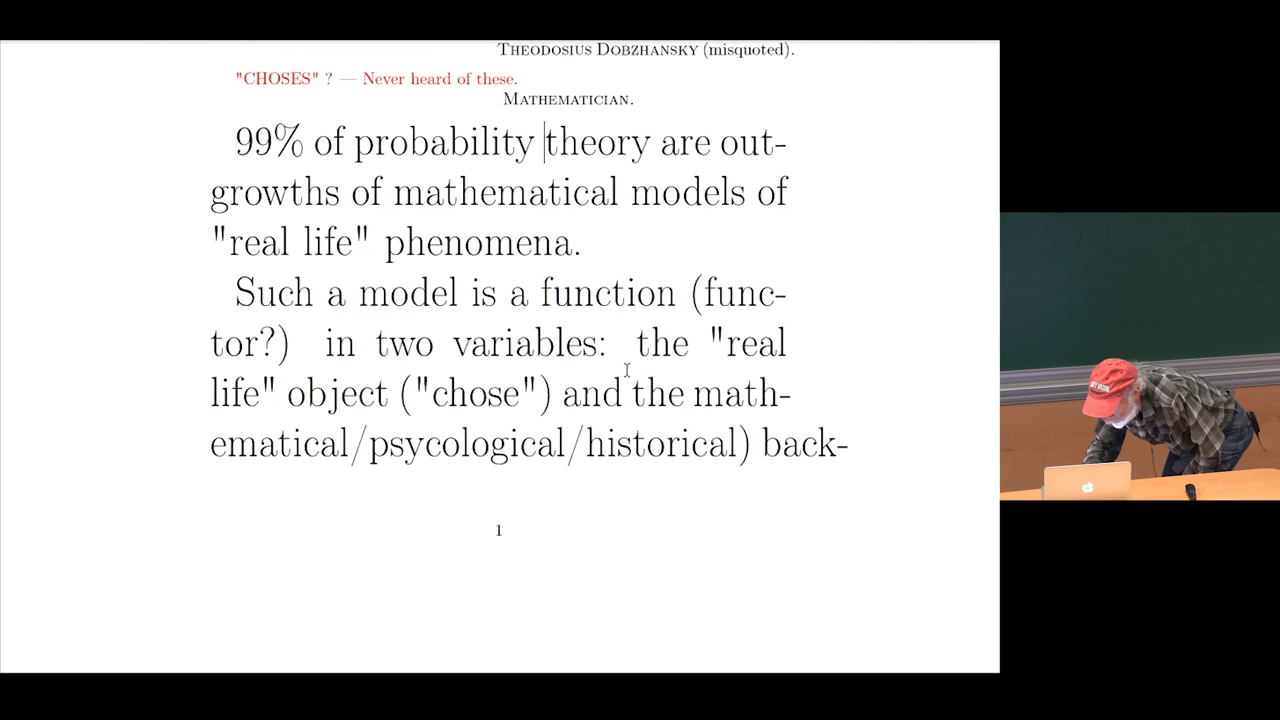 THEODOSIUS DOBZHANSKY (misquoted).
"CHOSES" ? — Never heard of these.
MATHEMATICIAN.
99% of probability theory are out-
growths of mathematical models of
"real life" phenomena.
Such a model is a function (func-
tor?) in two variables: the "real
life" object ("chose") and the math-
ematical/psycological/historical) back-
1